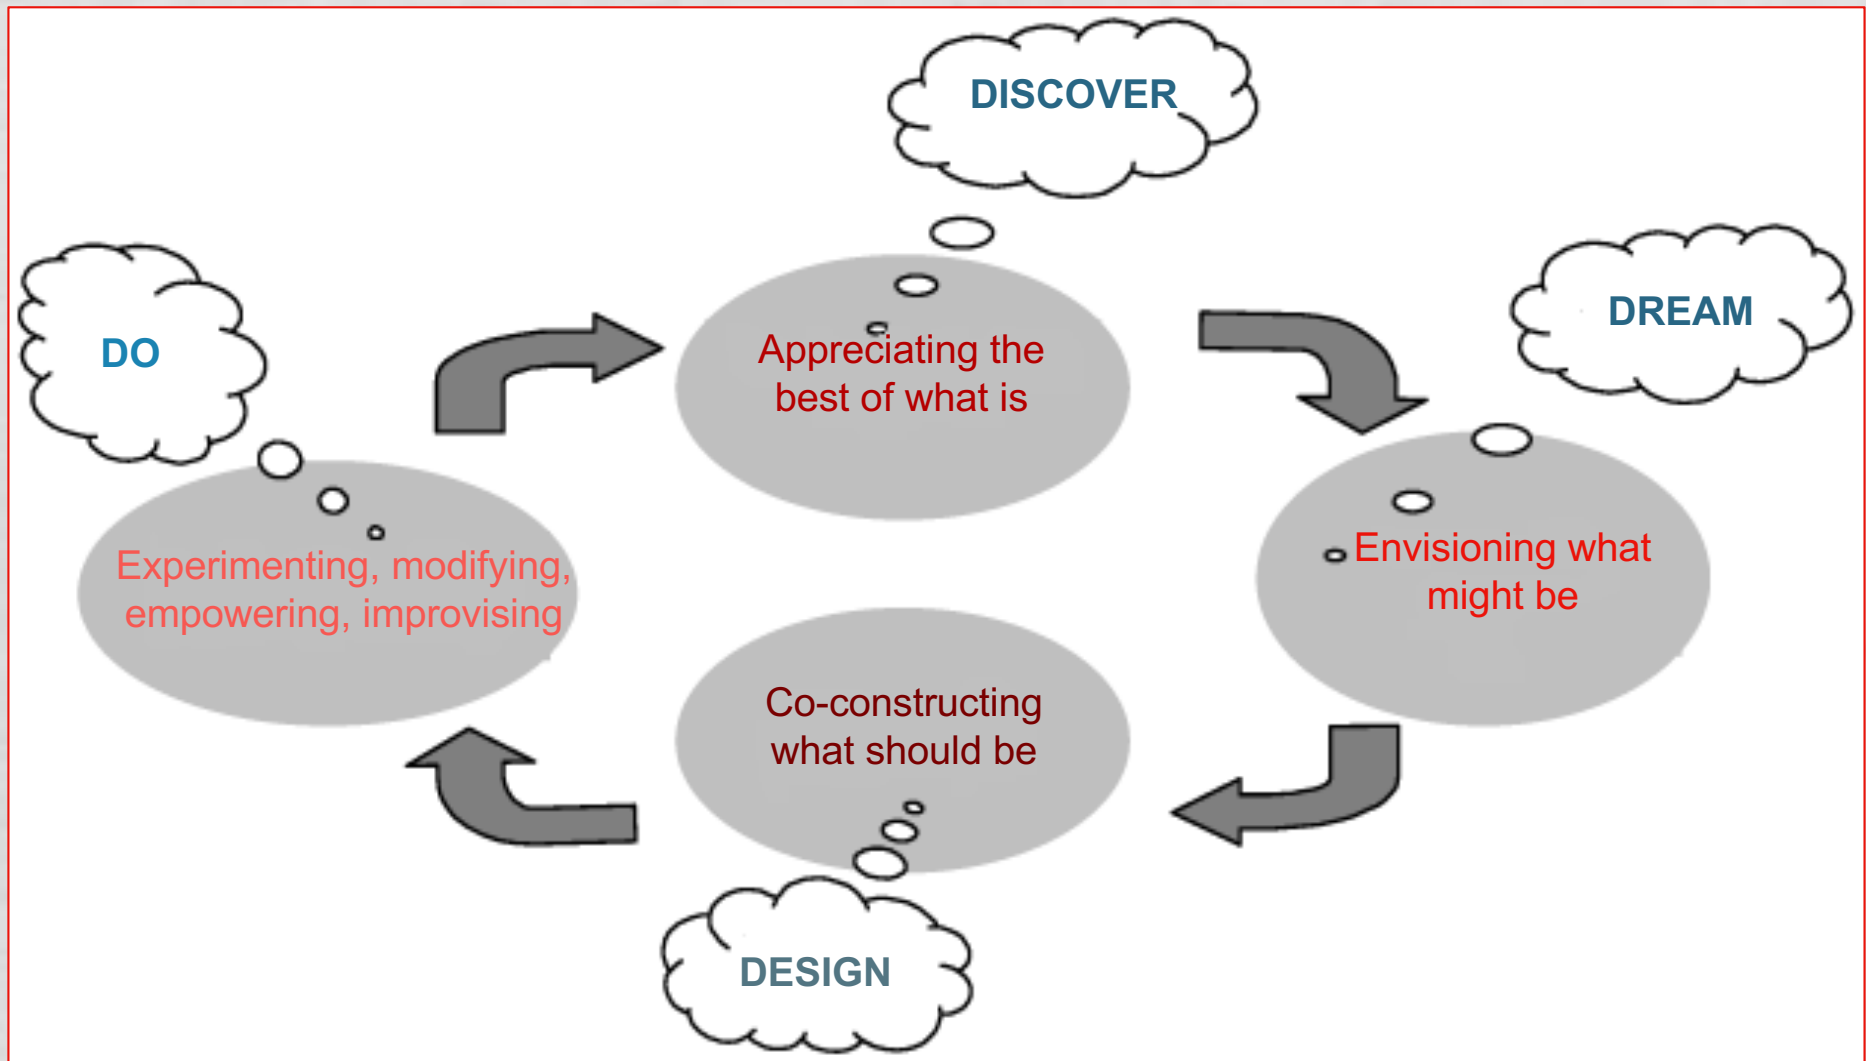 DISCOVER
Appreciating the
best of what is
DREAM
Envisioning what
might be
Co-constructing
what should be
DESIGN
DO
Experimenting, modifying,
empowering, improvising